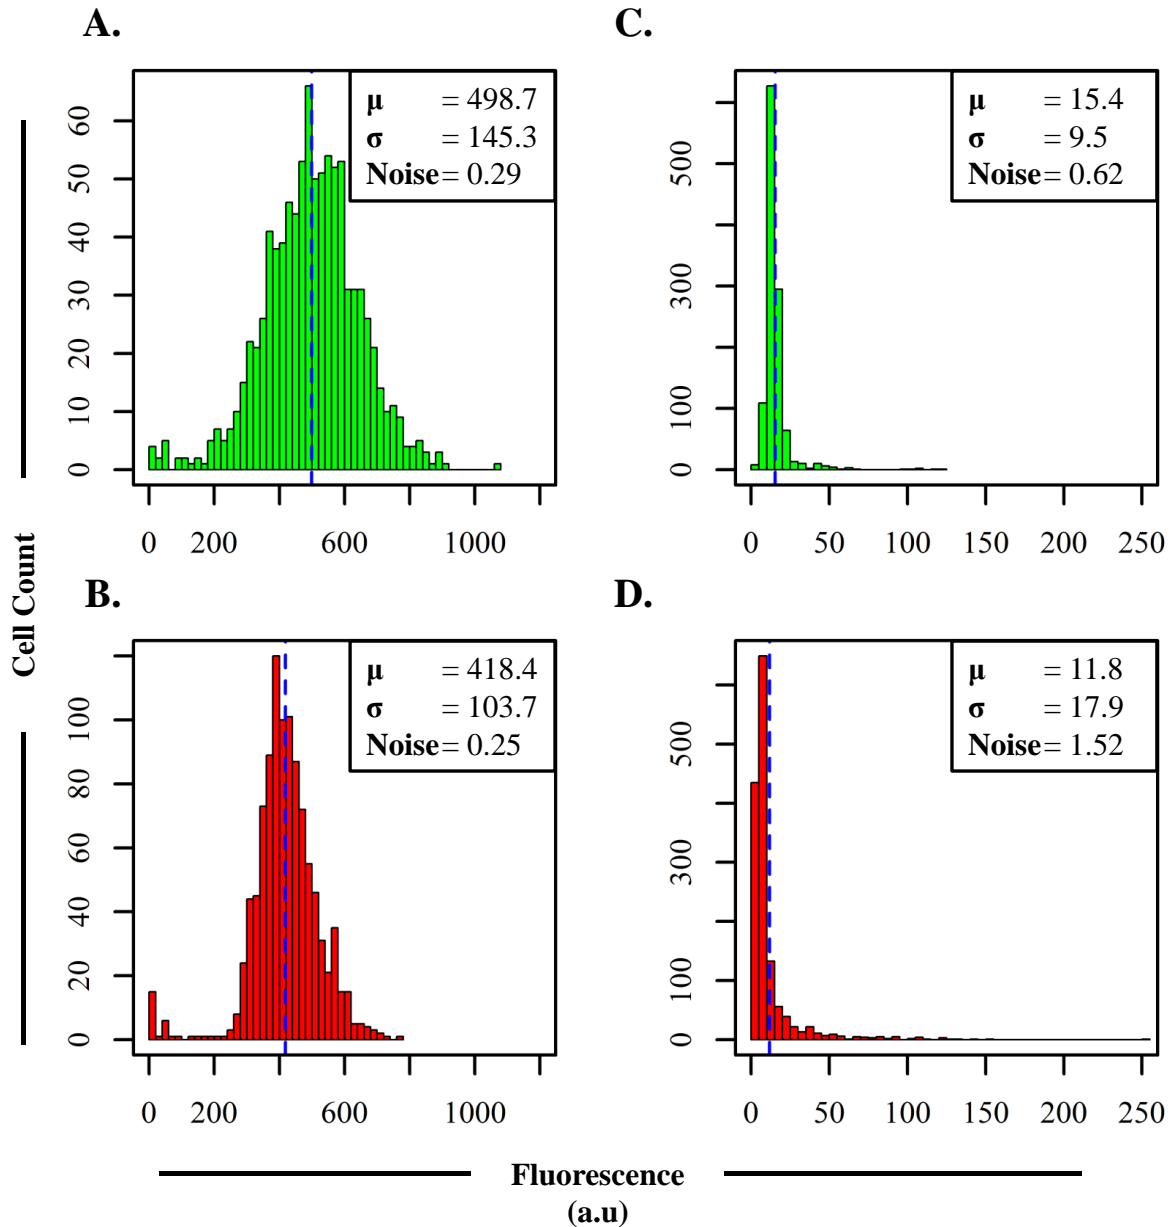 A.
μ = 498.7
σ = 145.3
Noise = 0.29
0 10 20 30 40 50 60
0 200 600 1000
C.
μ = 15.4
σ = 9.5
Noise = 0.62
0 100 300 500
0 50 100 150 200 250
Cell Count
B.
μ = 418.4
σ = 103.7
Noise = 0.25
0 20 40 60 80 100
0 200 600 1000
D.
μ = 11.8
σ = 17.9
Noise = 1.52
0 100 300 500
0 50 100 150 200 250
Fluorescence
(a.u)